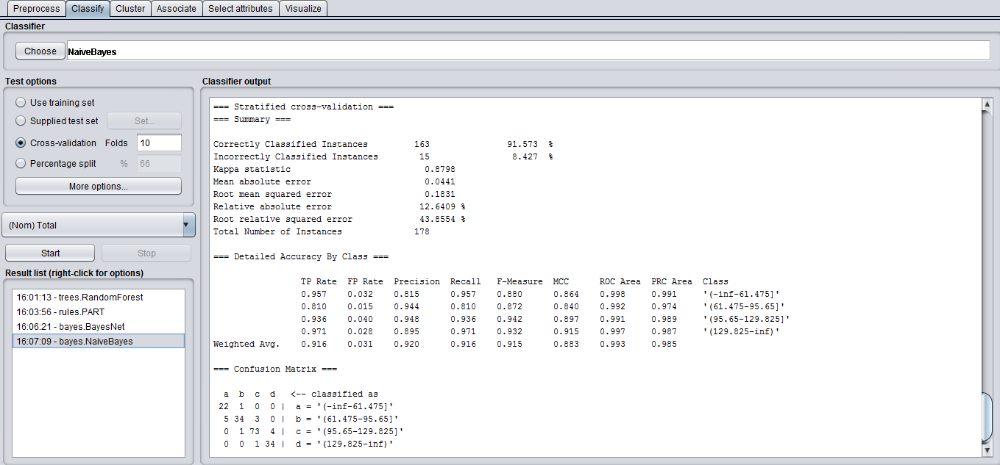 Preprocess Classify Cluster Associate Select attributes Visualize
Classifier
Choose NaiveBayes
Test options
Use training set
Supplied test set Set...
Cross-validation Folds 10
Percentage split % 66
More options...
(Nom) Total
Start Stop
Result list (right-click for options)
16:01:13 - trees.RandomForest
16:03:56 - rules.PART
16:06:21 - bayes.BayesNet
16:07:09 - bayes.NaiveBayes
Classifier output
=== Stratified cross-validation ===
=== Summary ===
Correctly Classified Instances 163 91.573 %
Incorrectly Classified Instances 15 8.427 %
Kappa statistic 0.8798
Mean absolute error 0.0441
Root mean squared error 0.1831
Relative absolute error 12.6409 %
Root relative squared error 43.8554 %
Total Number of Instances 178
=== Detailed Accuracy By Class ===
TP Rate FP Rate Precision Recall F-Measure MCC ROC Area PRC Area Class
0.957 0.032 0.815 0.957 0.880 0.864 0.998 0.991 '(-inf-61.475]'
0.810 0.015 0.944 0.810 0.872 0.840 0.992 0.974 '(61.475-95.65]'
0.936 0.040 0.948 0.936 0.942 0.897 0.991 0.989 '(95.65-129.825]'
0.971 0.028 0.895 0.971 0.932 0.915 0.997 0.987 '(129.825-inf)'
Weighted Avg. 0.916 0.031 0.920 0.916 0.915 0.883 0.993 0.985
=== Confusion Matrix ===
a b c d <-- classified as
22 1 0 0 | a = '(-inf-61.475]'
5 34 3 0 | b = '(61.475-95.65]'
0 1 73 4 | c = '(95.65-129.825]'
0 0 1 34 | d = '(129.825-inf)'